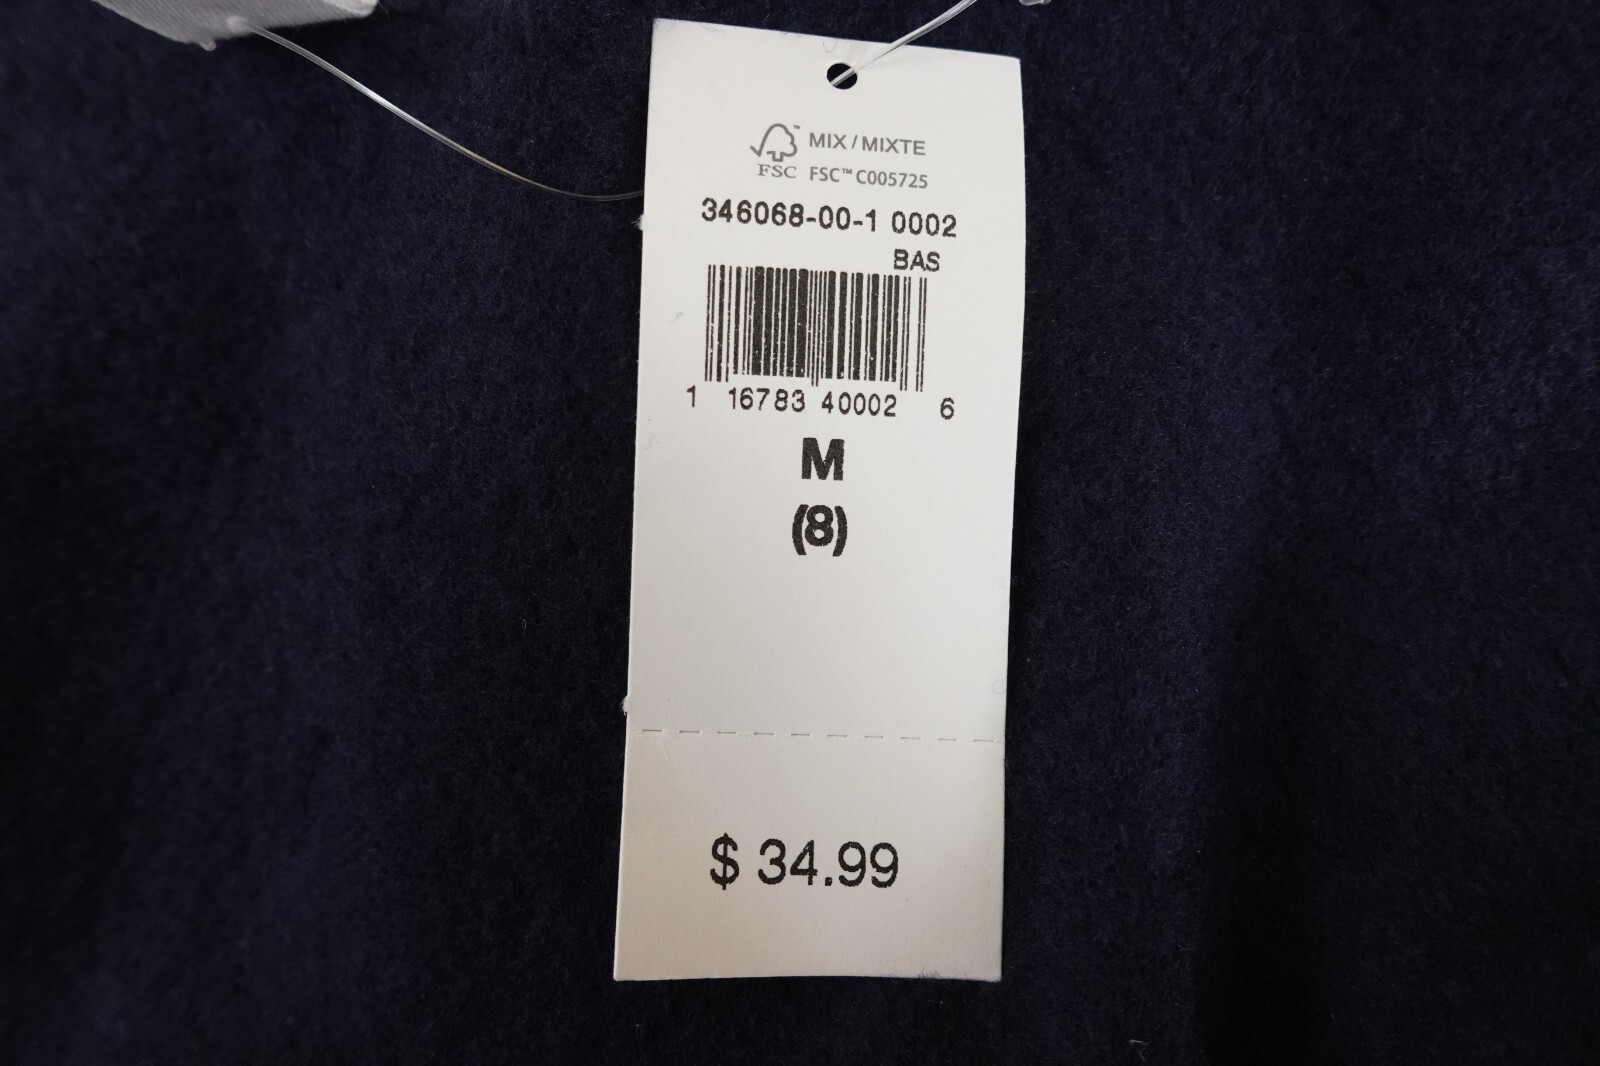 MIX / MIXTE
FSC FSC™ C005725
346068-00-1 0002
BAS
1 16783 40002 6
M
(8)
$ 34.99